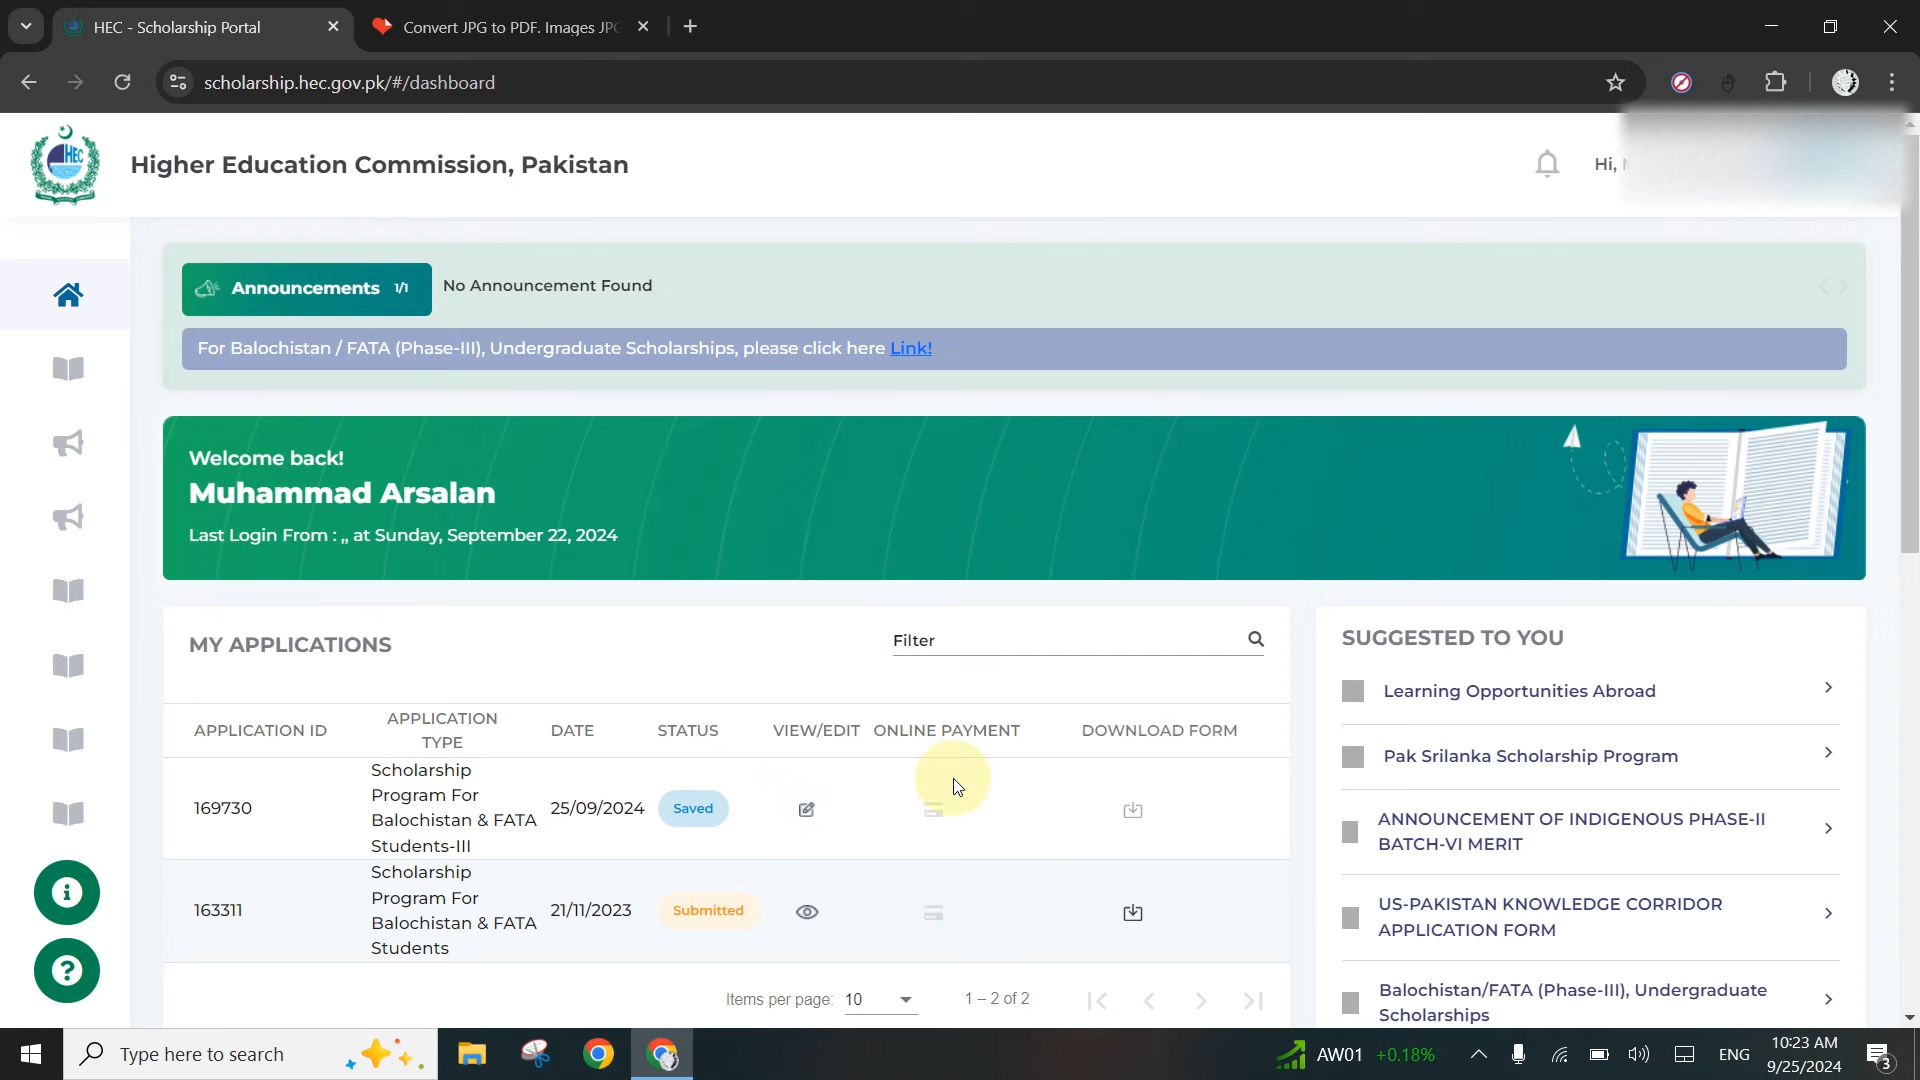 HEC - Scholarship Portal
Convert JPG to PDF. Images JPG
scholarship.hec.gov.pk/#/dashboard
HEC
Higher Education Commission, Pakistan
Hi,
Announcements 1/1
No Announcement Found
For Balochistan / FATA (Phase-III), Undergraduate Scholarships, please click here Link!
Welcome back!
Muhammad Arsalan
Last Login From : ,, at Sunday, September 22, 2024
MY APPLICATIONS
Filter
APPLICATION ID
APPLICATION
TYPE
DATE
STATUS
VIEW/EDIT
ONLINE PAYMENT
DOWNLOAD FORM
169730
Scholarship
Program For
Balochistan & FATA
Students-III
25/09/2024
Saved
163311
Scholarship
Program For
Balochistan & FATA
Students
21/11/2023
Submitted
Items per page: 10
1 – 2 of 2
SUGGESTED TO YOU
Learning Opportunities Abroad
Pak Srilanka Scholarship Program
ANNOUNCEMENT OF INDIGENOUS PHASE-II
BATCH-VI MERIT
US-PAKISTAN KNOWLEDGE CORRIDOR
APPLICATION FORM
Balochistan/FATA (Phase-III), Undergraduate
Scholarships
Type here to search
AW01 +0.18%
ENG
10:23 AM
9/25/2024
3